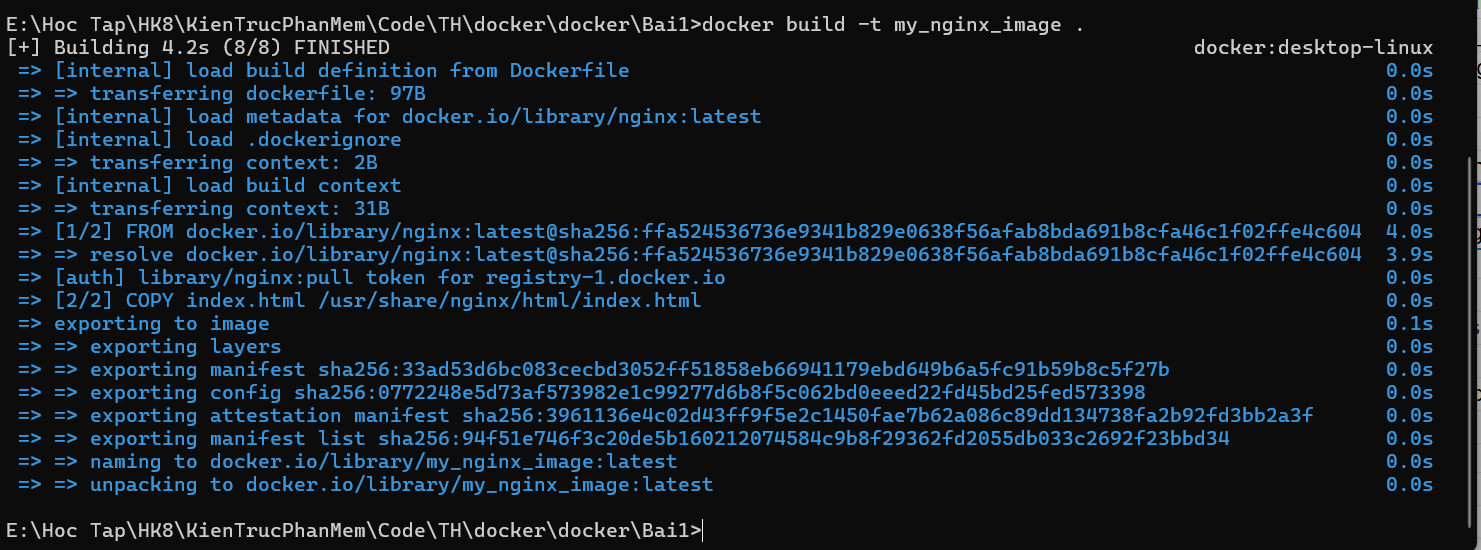 E:\Hoc Tap\HK8\KienTrucPhanMem\Code\TH\docker\docker\Bai1>docker build -t my_nginx_image .
[+] Building 4.2s (8/8) FINISHED docker:desktop-linux
=> [internal] load build definition from Dockerfile 0.0s
=> => transferring dockerfile: 97B 0.0s
=> [internal] load metadata for docker.io/library/nginx:latest 0.0s
=> [internal] load .dockerignore 0.0s
=> => transferring context: 2B 0.0s
=> [internal] load build context 0.0s
=> => transferring context: 31B 0.0s
=> [1/2] FROM docker.io/library/nginx:latest@sha256:ffa524536736e9341b829e0638f56afab8bda691b8cfa46c1f02ffe4c604 4.0s
=> => resolve docker.io/library/nginx:latest@sha256:ffa524536736e9341b829e0638f56afab8bda691b8cfa46c1f02ffe4c604 3.9s
=> [auth] library/nginx:pull token for registry-1.docker.io 0.0s
=> [2/2] COPY index.html /usr/share/nginx/html/index.html 0.0s
=> exporting to image 0.1s
=> => exporting layers 0.0s
=> => exporting manifest sha256:33ad53d6bc083cecbd3052ff51858eb66941179ebd649b6a5fc91b59b8c5f27b 0.0s
=> => exporting config sha256:0772248e5d73af573982e1c99277d6b8f5c062bd0eeed22fd45bd25fed573398 0.0s
=> => exporting attestation manifest sha256:3961136e4c02d43ff9f5e2c1450fae7b62a086c89dd134738fa2b92fd3bb2a3f 0.0s
=> => exporting manifest list sha256:94f51e746f3c20de5b160212074584c9b8f29362fd2055db033c2692f23bbd34 0.0s
=> => naming to docker.io/library/my_nginx_image:latest 0.0s
=> => unpacking to docker.io/library/my_nginx_image:latest 0.0s
E:\Hoc Tap\HK8\KienTrucPhanMem\Code\TH\docker\docker\Bai1>